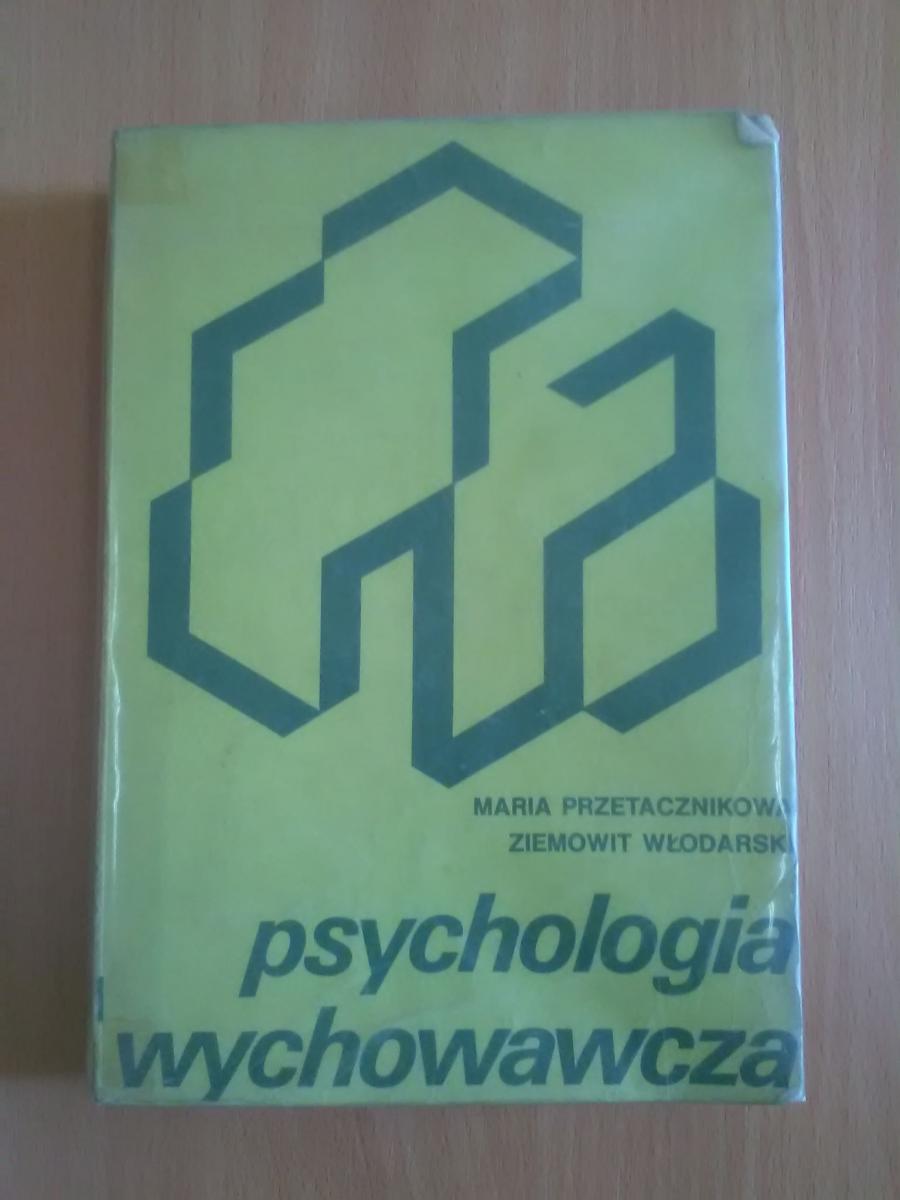 MARIA PRZETACZNIKOWA
ZIEMOWIT WŁODARSKI
psychologia
wychowawcza